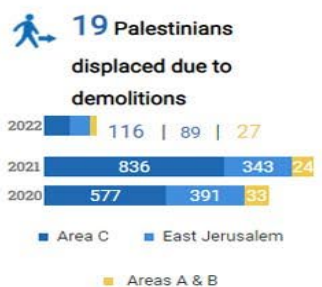 19 Palestinians
displaced due to
demolitions
2022 116 | 89 | 27
2021 836 343 24
2020 577 391 33
Area C East Jerusalem
Areas A & B